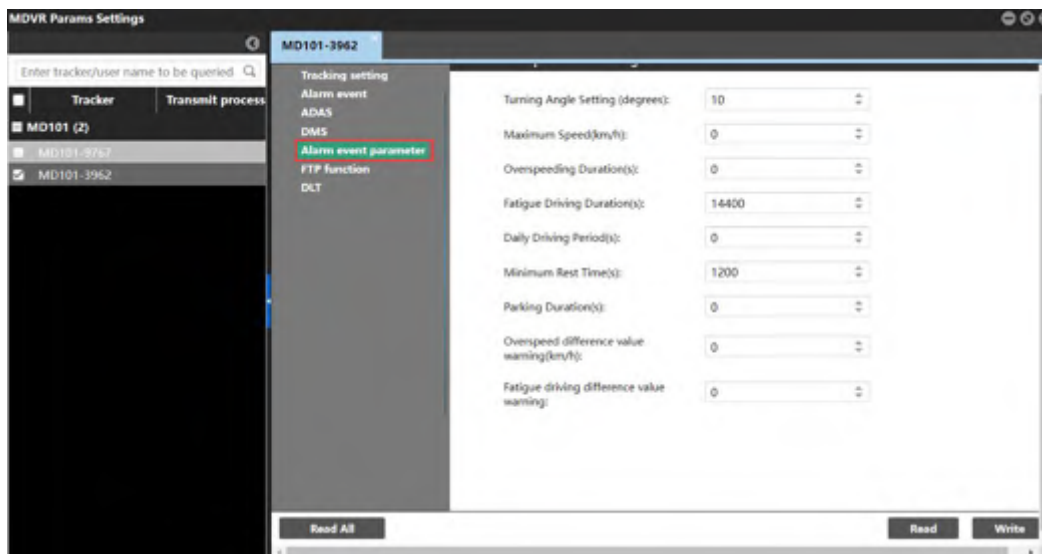 MDVR Params Settings
MD101-3962
Enter tracker/user name to be queried
Tracker
Transmit process
MD101 (2)
MD101-9767
MD101-3962
Tracking setting
Alarm event
ADAS
DMS
Alarm event parameter
FTP function
DLT
Turning Angle Setting (degrees): 10
Maximum Speed(km/h): 0
Overspeeding Duration(s): 0
Fatigue Driving Duration(s): 14400
Daily Driving Period(s): 0
Minimum Rest Time(s): 1200
Parking Duration(s): 0
Overspeed difference value
warning(km/h): 0
Fatigue driving difference value
warning: 0
Read All
Read
Write